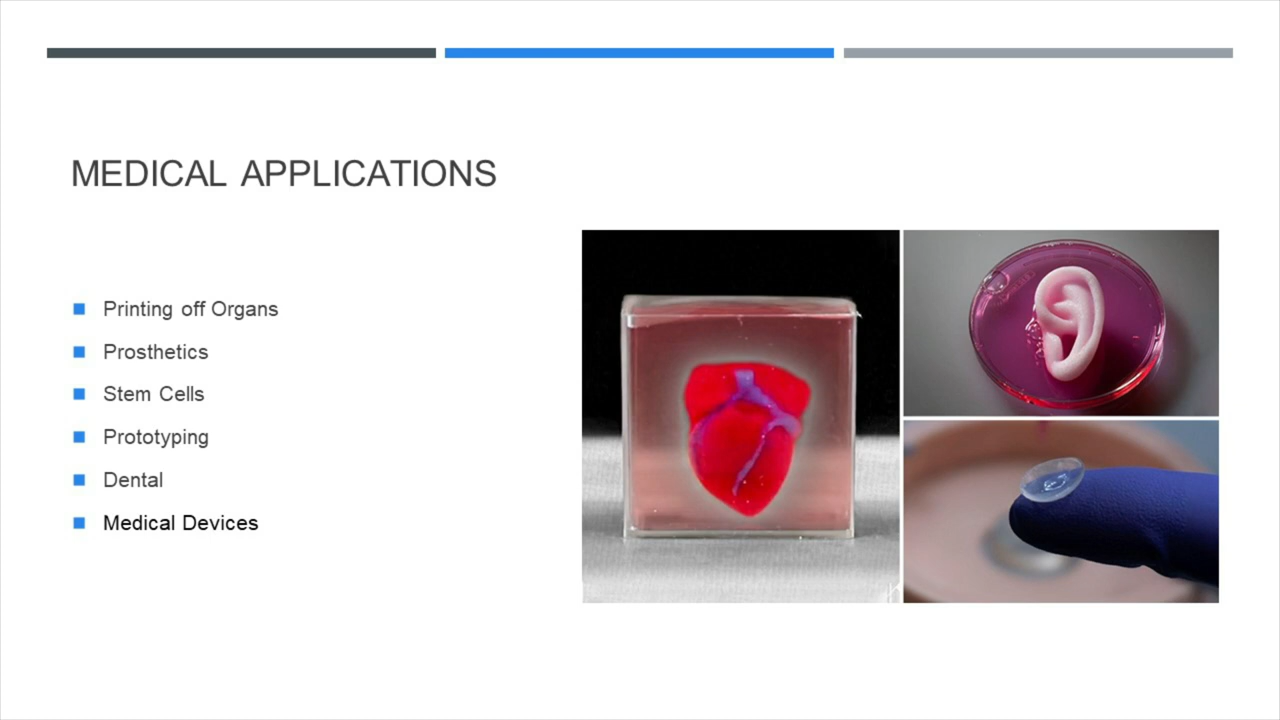 MEDICAL APPLICATIONS
Printing off Organs
Prosthetics
Stem Cells
Prototyping
Dental
Medical Devices